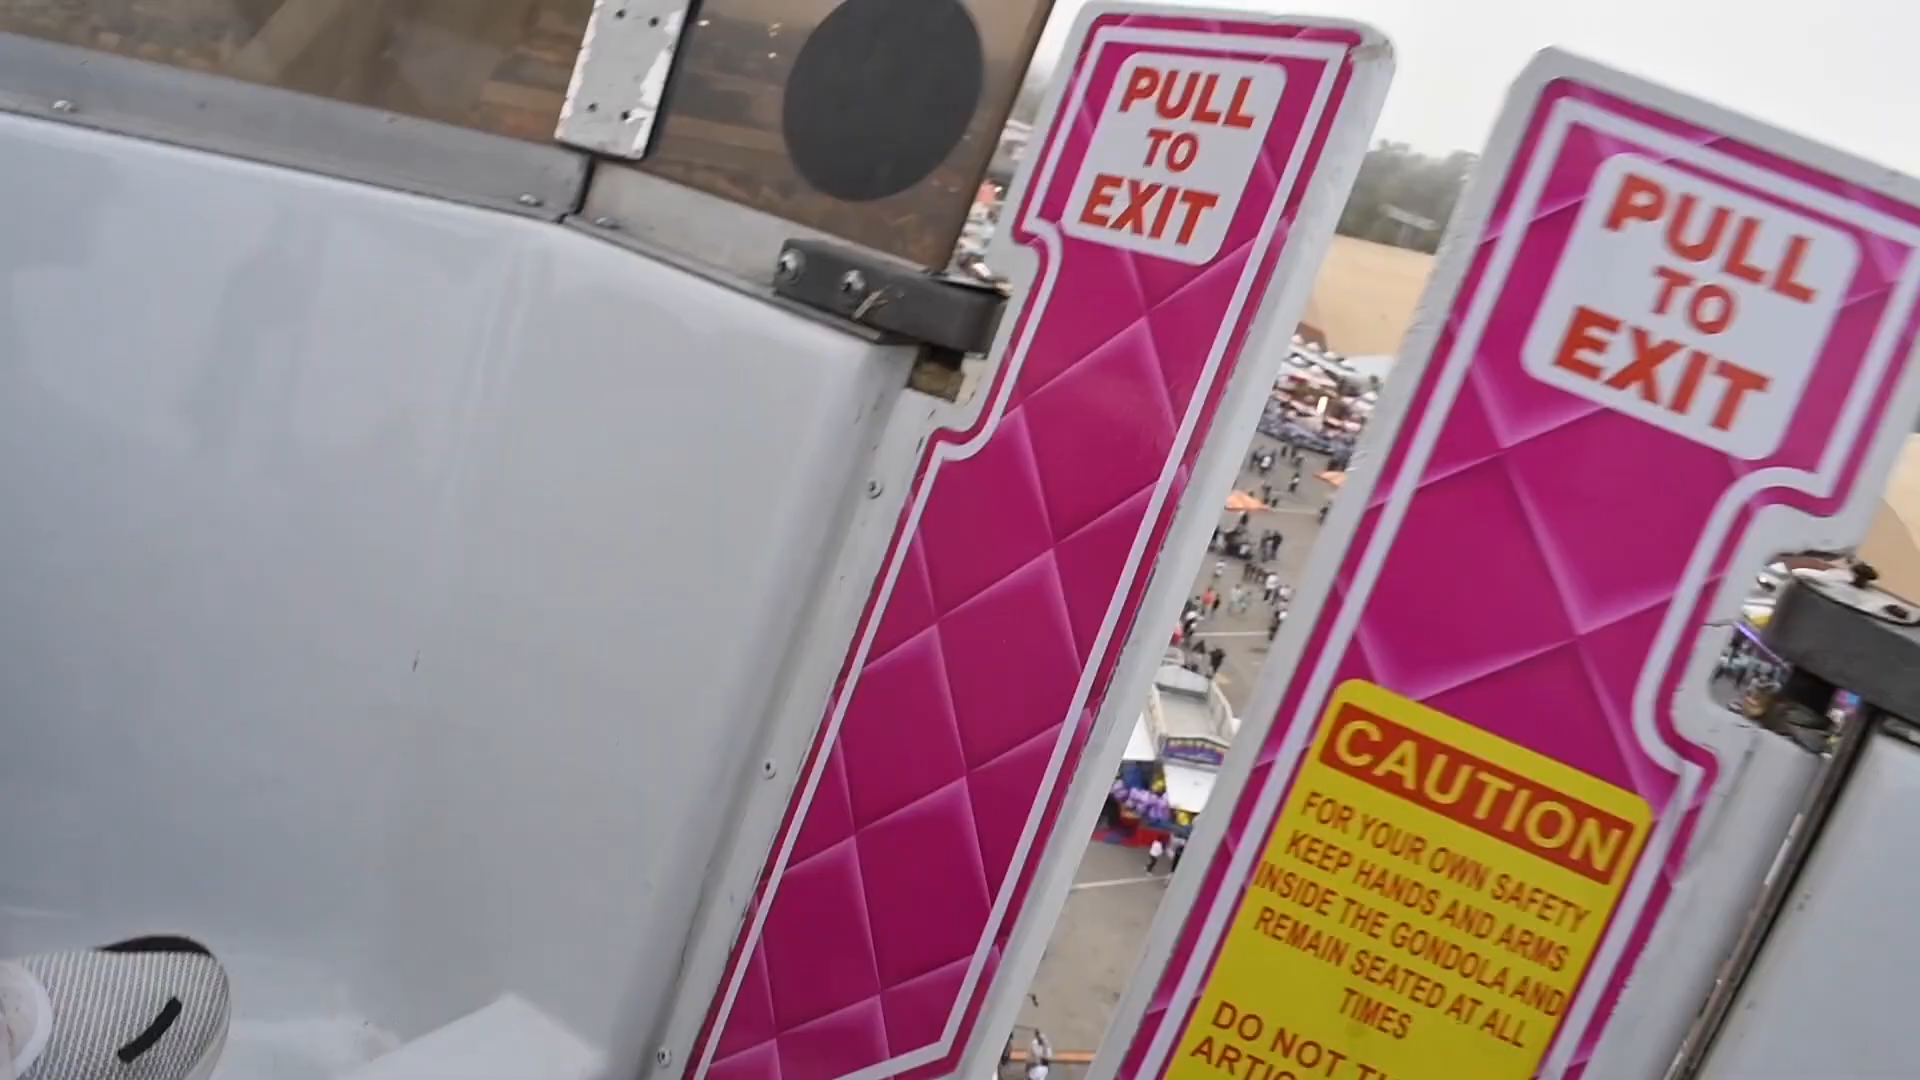 PULL
TO
EXIT
PULL
TO
EXIT
CAUTION
FOR YOUR OWN SAFETY
KEEP HANDS AND ARMS
INSIDE THE GONDOLA AND
REMAIN SEATED AT ALL
TIMES
DO NOT